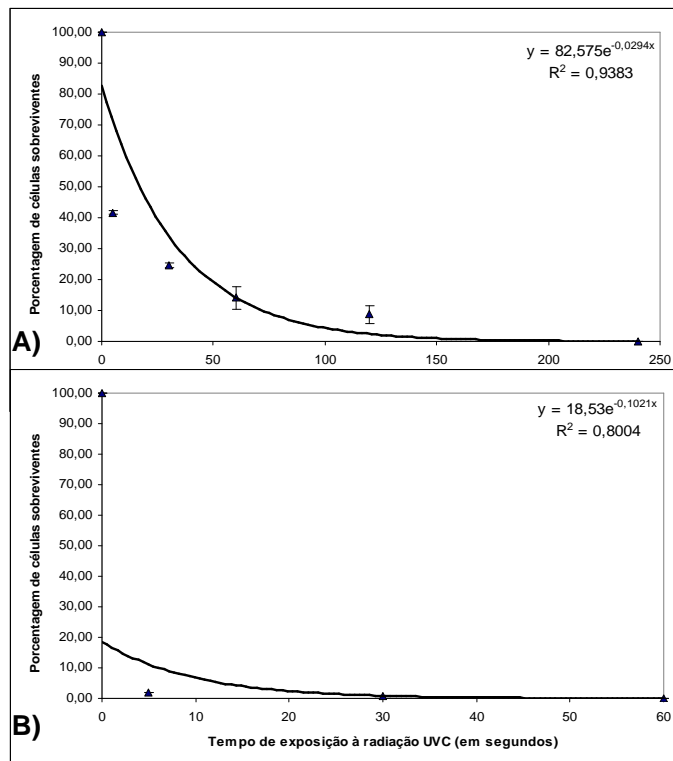 y = 82,575e^-0,0294x
R² = 0,9383
Porcentagem de células sobreviventes
100,00
90,00
80,00
70,00
60,00
50,00
40,00
30,00
20,00
10,00
0,00
0 50 100 150 200 250
A)
y = 18,53e^-0,1021x
R² = 0,8004
Porcentagem de células sobreviventes
100,00
90,00
80,00
70,00
60,00
50,00
40,00
30,00
20,00
10,00
0,00
0 10 20 30 40 50 60
B)
Tempo de exposição à radiação UVC (em segundos)